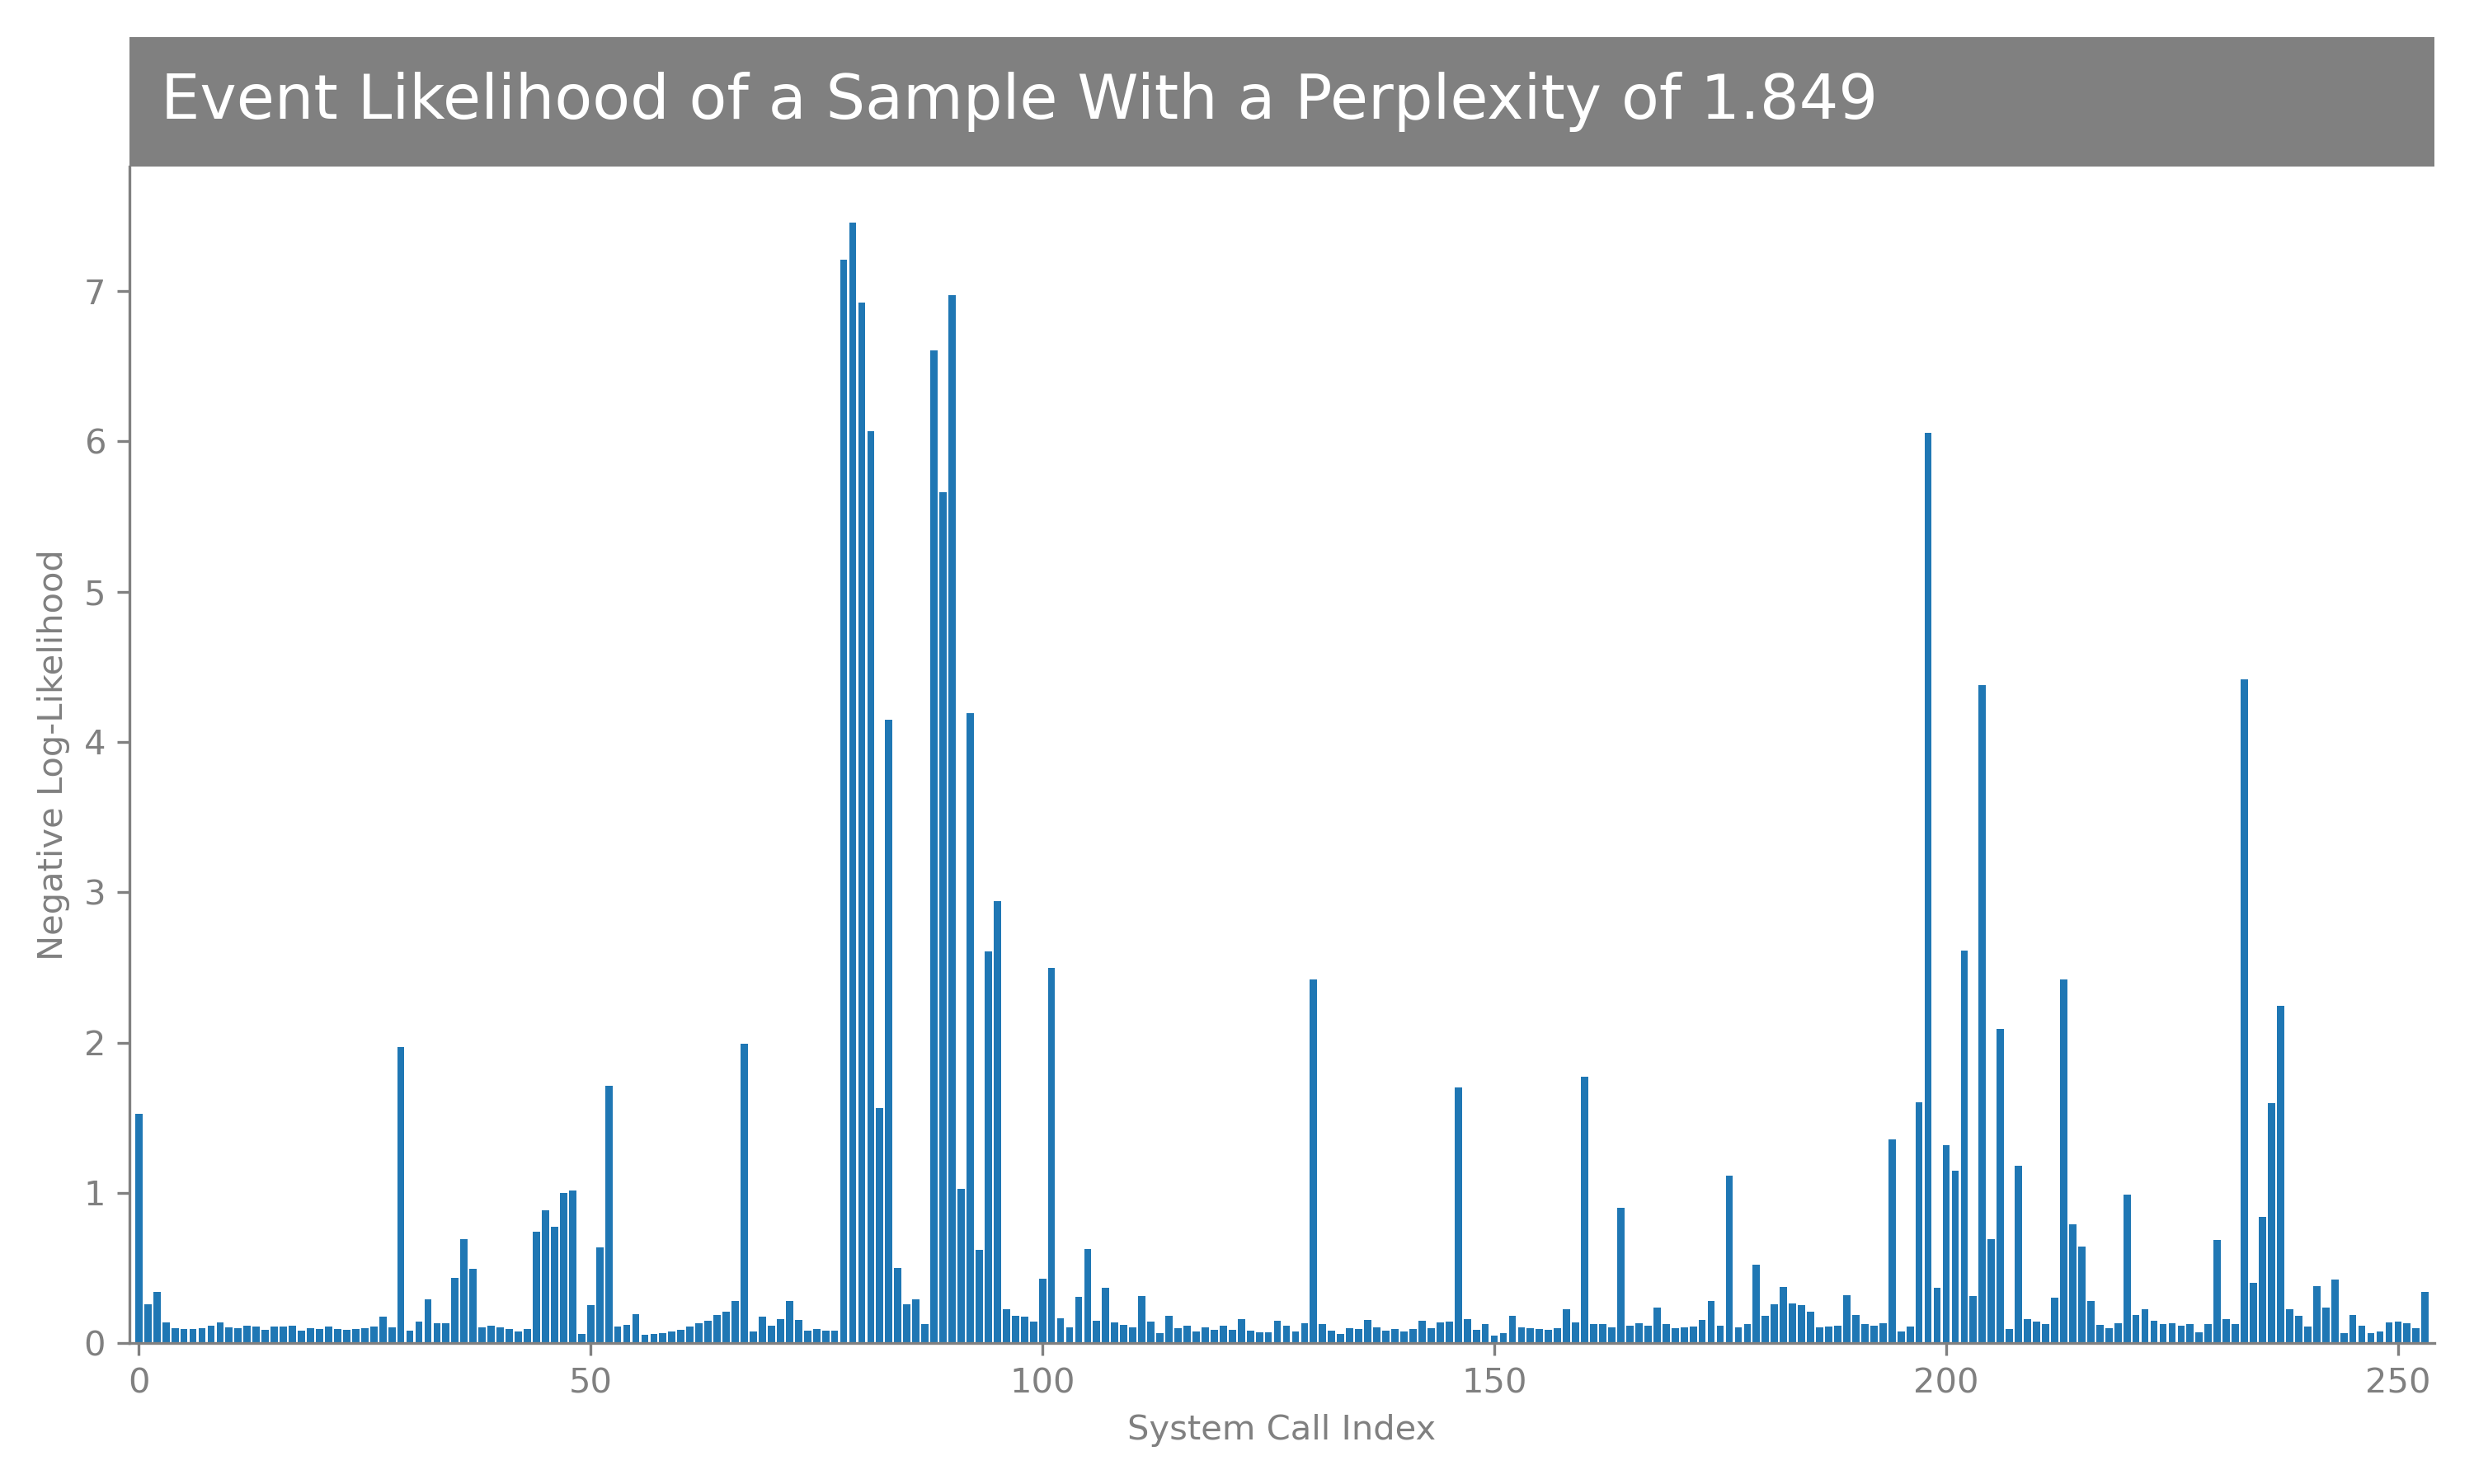 Event Likelihood of a Sample With a Perplexity of 1.849
Negative Log-Likelihood
7
6
5
4
3
2
1
0
0 50 100 150 200 250
System Call Index